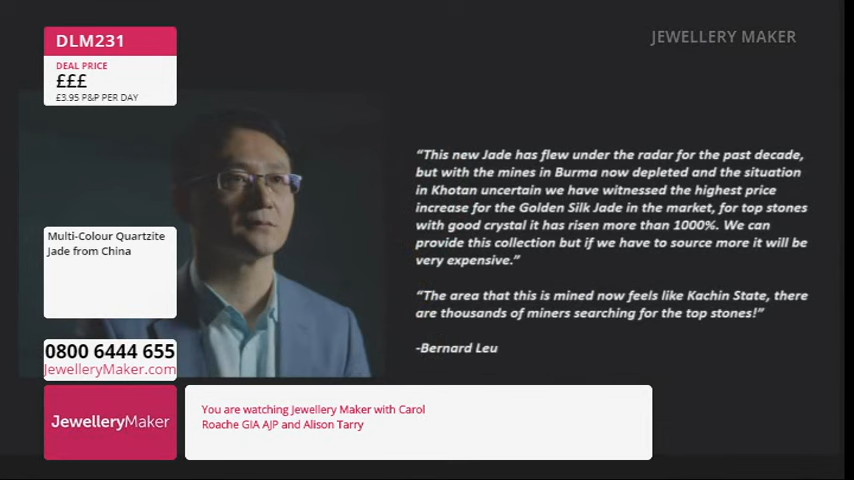 DLM231
DEAL PRICE
£££
£3.95 P&P PER DAY
JEWELLERY MAKER
“This new Jade has flew under the radar for the past decade,
but with the mines in Burma now depleted and the situation
in Khotan uncertain we have witnessed the highest price
increase for the Golden Silk Jade in the market, for top stones
with good crystal it has risen more than 1000%. We can
provide this collection but if we have to source more it will be
very expensive.”
“The area that this is mined now feels like Kachin State, there
are thousands of miners searching for the top stones!”
-Bernard Leu
Multi-Colour Quartzite
Jade from China
0800 6444 655
JewelleryMaker.com
JewelleryMaker
You are watching Jewellery Maker with Carol
Roache GIA AJP and Alison Tarry